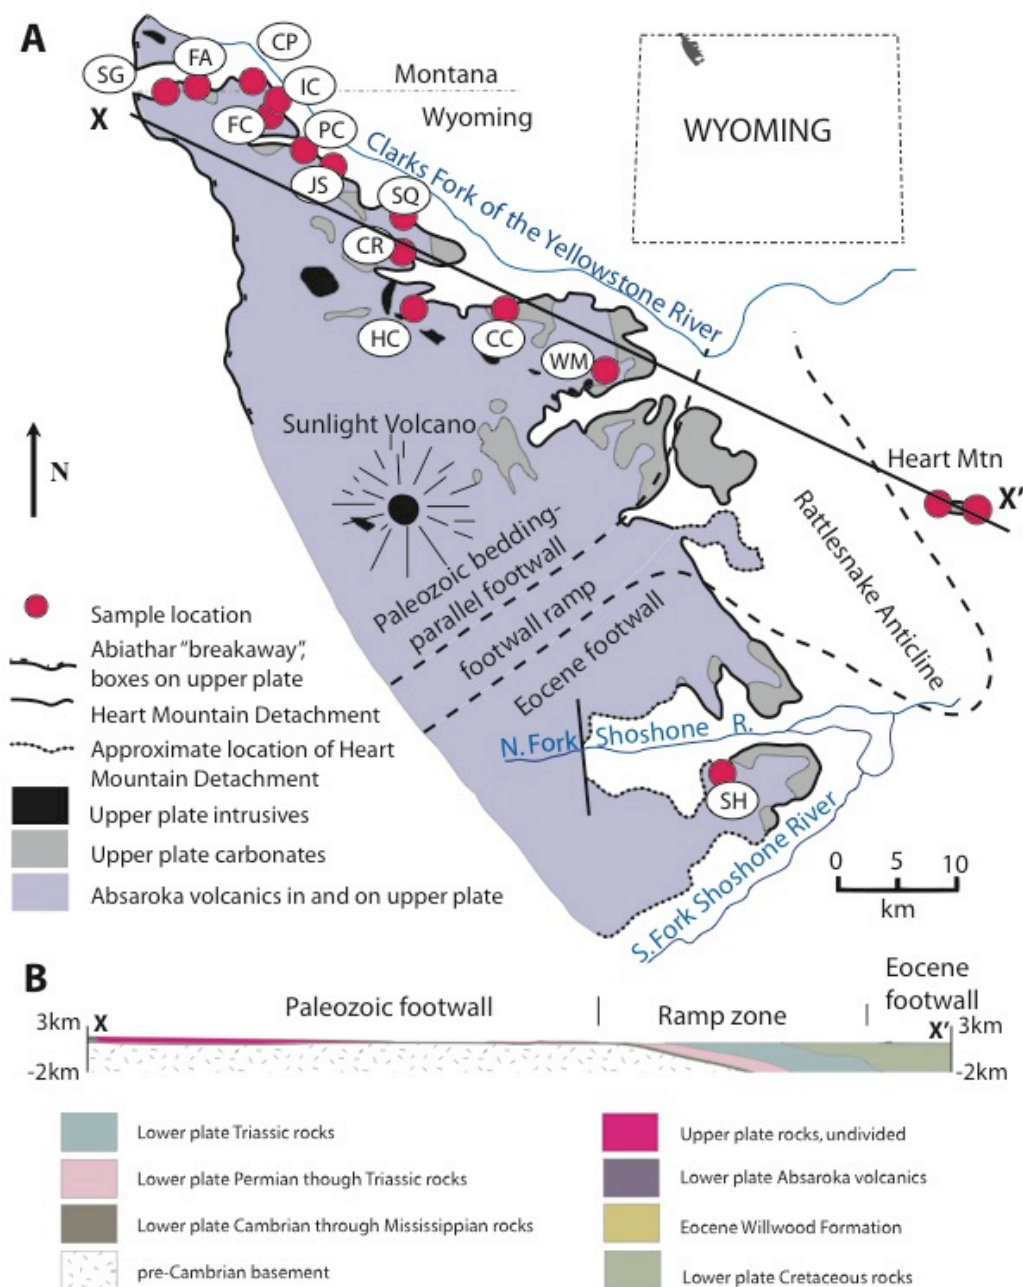 A
FA
CP
SG
IC
Montana
Wyoming
X
FC
PC
JS
SQ
CR
Clarks Fork of the Yellowstone River
WYOMING
HC
CC
WM
Sunlight Volcano
N
Heart Mtn
X'
Rattlesnake Anticline
Paleozoic bedding-
parallel footwall
footwall ramp
Eocene footwall
N. Fork Shoshone R.
SH
S. Fork Shoshone River
0 5 10
km
Sample location
Abiathar "breakaway",
boxes on upper plate
Heart Mountain Detachment
Approximate location of Heart
Mountain Detachment
Upper plate intrusives
Upper plate carbonates
Absaroka volcanics in and on upper plate
B
Paleozoic footwall
Ramp zone
Eocene
footwall
3km X
X' 3km
-2km
-2km
Lower plate Triassic rocks
Lower plate Permian though Triassic rocks
Lower plate Cambrian through Mississippian rocks
pre-Cambrian basement
Upper plate rocks, undivided
Lower plate Absaroka volcanics
Eocene Willwood Formation
Lower plate Cretaceous rocks